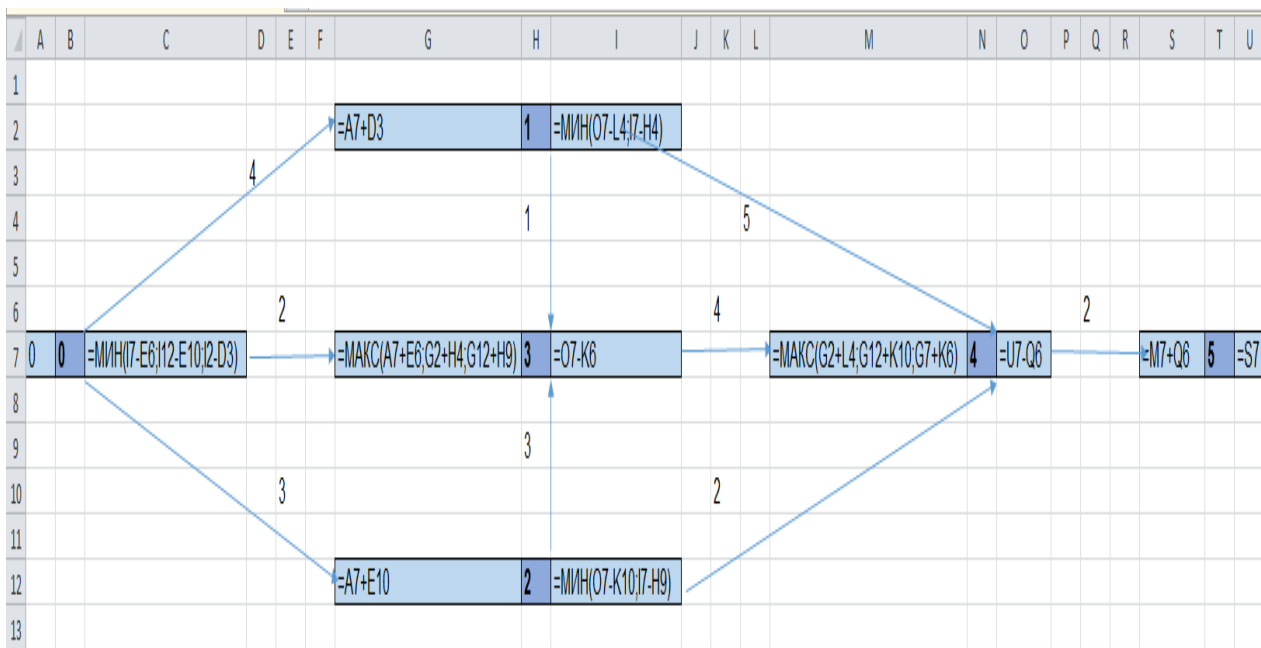 A B C D E F G H I J K L M N O P Q R S T U
1
2 =A7+D3 1 =МИН(O7-L4;I7-H4)
3 4
4 1 5
5
6 2 4 2
7 0 0 =МИН(I7-E6;I12-E10;I2-D3) =МАКС(A7+E6;G2+H4;G12+H9) 3 =O7-K6 =МАКС(G2+L4;G12+K10;G7+K6) 4 =U7-Q6 =M7+Q6 5 =S7
8
9 3
10 3 2
11
12 =A7+E10 2 =МИН(O7-K10;I7-H9)
13